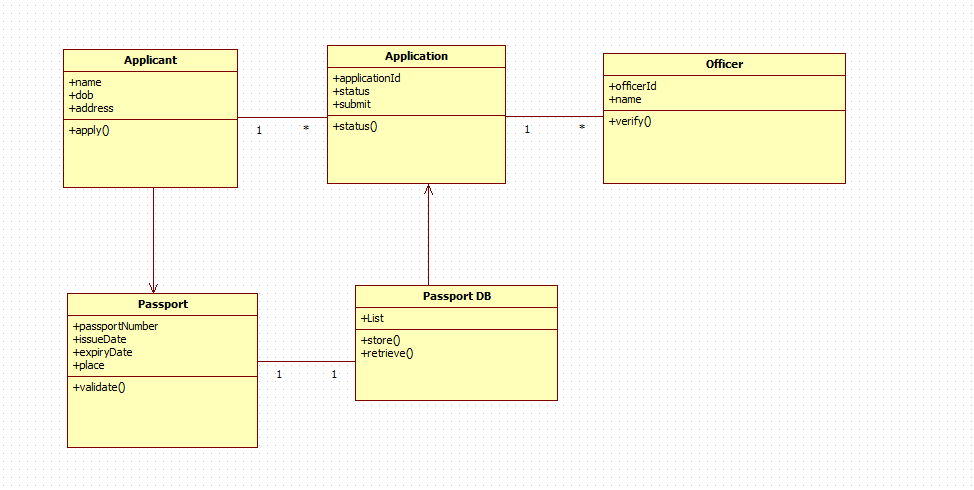 Applicant
+name
+dob
+address
+apply()
1
*
Application
+applicationId
+status
+submit
+status()
1
*
Officer
+officerId
+name
+verify()
Passport
+passportNumber
+issueDate
+expiryDate
+place
+validate()
1
1
Passport DB
+List
+store()
+retrieve()